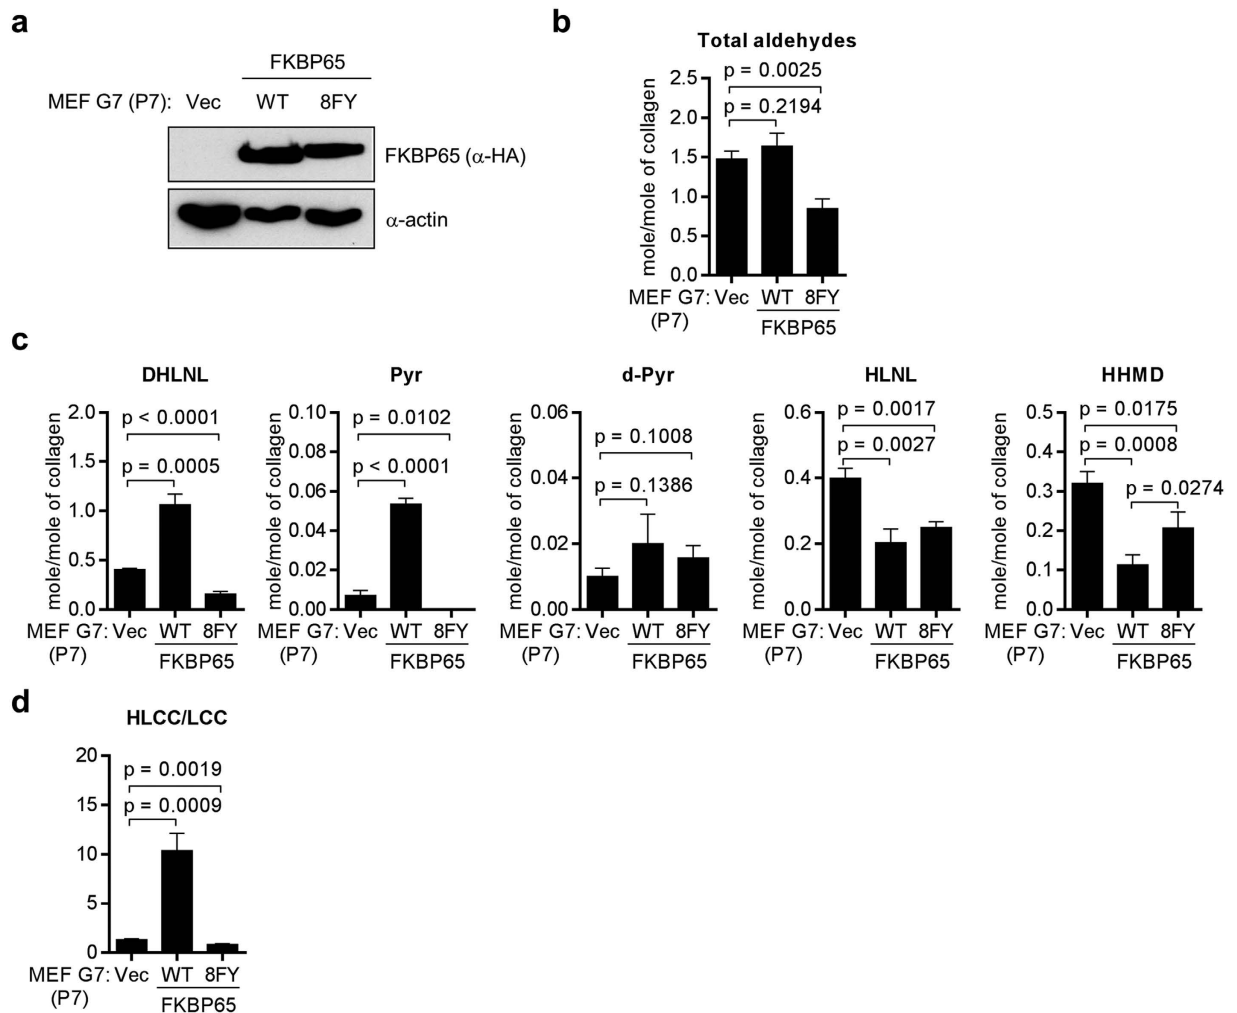 a
FKBP65
MEF G7 (P7): Vec WT 8FY
FKBP65 (α-HA)
α-actin
b
Total aldehydes
mole/mole of collagen
2.5
2.0
1.5
1.0
0.5
0.0
p = 0.0025
p = 0.2194
MEF G7: Vec WT 8FY
(P7) FKBP65
c
DHLNL
mole/mole of collagen
2.0
1.5
1.0
0.5
0.0
p < 0.0001
p = 0.0005
MEF G7: Vec WT 8FY
(P7) FKBP65
Pyr
mole/mole of collagen
0.10
0.08
0.06
0.04
0.02
0.00
p = 0.0102
p < 0.0001
MEF G7: Vec WT 8FY
(P7) FKBP65
d-Pyr
mole/mole of collagen
0.06
0.04
0.02
0.00
p = 0.1008
p = 0.1386
MEF G7: Vec WT 8FY
(P7) FKBP65
HLNL
mole/mole of collagen
0.6
0.4
0.2
0.0
p = 0.0017
p = 0.0027
MEF G7: Vec WT 8FY
(P7) FKBP65
HHMD
mole/mole of collagen
0.5
0.4
0.3
0.2
0.1
0.0
p = 0.0175
p = 0.0008
p = 0.0274
MEF G7: Vec WT 8FY
(P7) FKBP65
d
HLCC/LCC
20
15
10
5
0
p = 0.0019
p = 0.0009
MEF G7: Vec WT 8FY
(P7) FKBP65